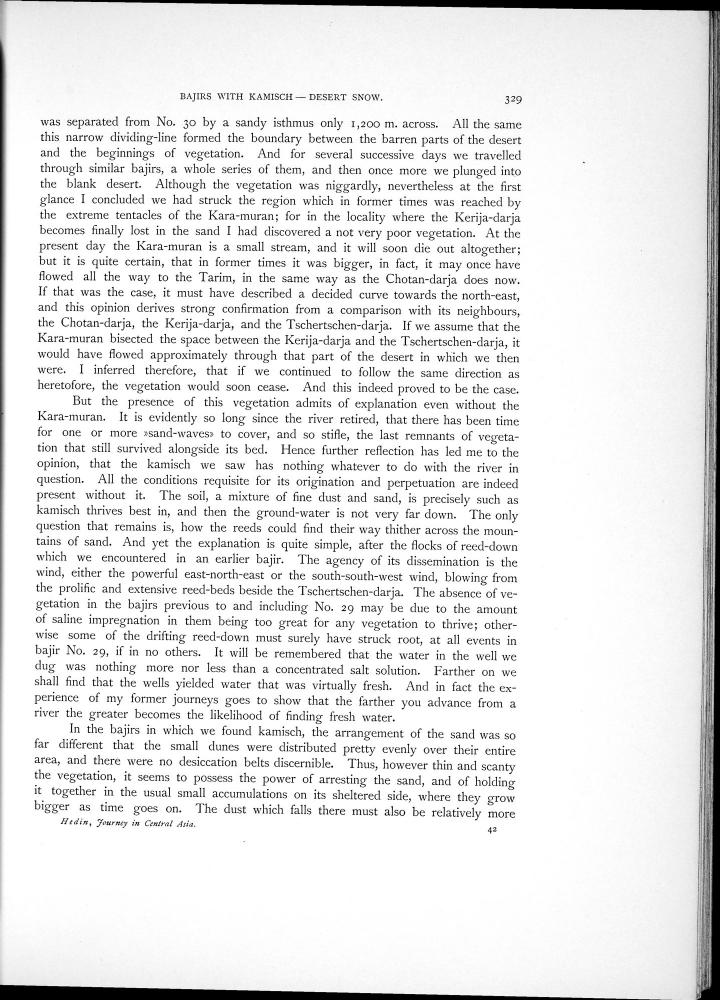 BAJIRS WITH KAMISCH — DESERT SNOW. 329
was separated from No. 30 by a sandy isthmus only 1,200 m. across. All the same
this narrow dividing-line formed the boundary between the barren parts of the desert
and the beginnings of vegetation. And for several successive days we travelled
through similar bajirs, a whole series of them, and then once more we plunged into
the blank desert. Although the vegetation was niggardly, nevertheless at the first
glance I concluded we had struck the region which in former times was reached by
the extreme tentacles of the Kara-muran; for in the locality where the Kerija-darja
becomes finally lost in the sand I had discovered a not very poor vegetation. At the
present day the Kara-muran is a small stream, and it will soon die out altogether;
but it is quite certain, that in former times it was bigger, in fact, it may once have
flowed all the way to the Tarim, in the same way as the Chotan-darja does now.
If that was the case, it must have described a decided curve towards the north-east,
and this opinion derives strong confirmation from a comparison with its neighbours,
the Chotan-darja, the Kerija-darja, and the Tschertschen-darja. If we assume that the
Kara-muran bisected the space between the Kerija-darja and the Tschertschen-darja, it
would have flowed approximately through that part of the desert in which we then
were. I inferred therefore, that if we continued to follow the same direction as
heretofore, the vegetation would soon cease. And this indeed proved to be the case.
But the presence of this vegetation admits of explanation even without the
Kara-muran. It is evidently so long since the river retired, that there has been time
for one or more »sand-waves» to cover, and so stifle, the last remnants of vegeta-
tion that still survived alongside its bed. Hence further reflection has led me to the
opinion, that the kamisch we saw has nothing whatever to do with the river in
question. All the conditions requisite for its origination and perpetuation are indeed
present without it. The soil, a mixture of fine dust and sand, is precisely such as
kamisch thrives best in, and then the ground-water is not very far down. The only
question that remains is, how the reeds could find their way thither across the moun-
tains of sand. And yet the explanation is quite simple, after the flocks of reed-down
which we encountered in an earlier bajir. The agency of its dissemination is the
wind, either the powerful east-north-east or the south-south-west wind, blowing from
the prolific and extensive reed-beds beside the Tschertschen-darja. The absence of ve-
getation in the bajirs previous to and including No. 29 may be due to the amount
of saline impregnation in them being too great for any vegetation to thrive; other-
wise some of the drifting reed-down must surely have struck root, at all events in
bajir No. 29, if in no others. It will be remembered that the water in the well we
dug was nothing more nor less than a concentrated salt solution. Farther on we
shall find that the wells yielded water that was virtually fresh. And in fact the ex-
perience of my former journeys goes to show that the farther you advance from a
river the greater becomes the likelihood of finding fresh water.
In the bajirs in which we found kamisch, the arrangement of the sand was so
far different that the small dunes were distributed pretty evenly over their entire
area, and there were no desiccation belts discernible. Thus, however thin and scanty
the vegetation, it seems to possess the power of arresting the sand, and of holding
it together in the usual small accumulations on its sheltered side, where they grow
bigger as time goes on. The dust which falls there must also be relatively more
Hedin, Journey in Central Asia. 42